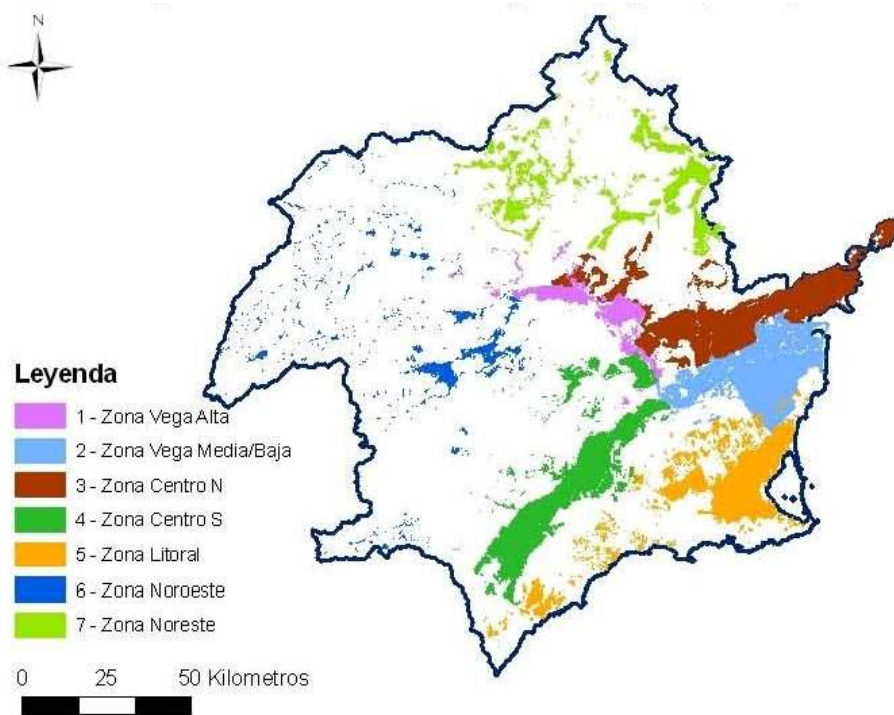 N
Leyenda
1 - Zona Vega Alta
2 - Zona Vega Media/Baja
3 - Zona Centro N
4 - Zona Centro S
5 - Zona Litoral
6 - Zona Noroeste
7 - Zona Noreste
0 25 50 Kilometros